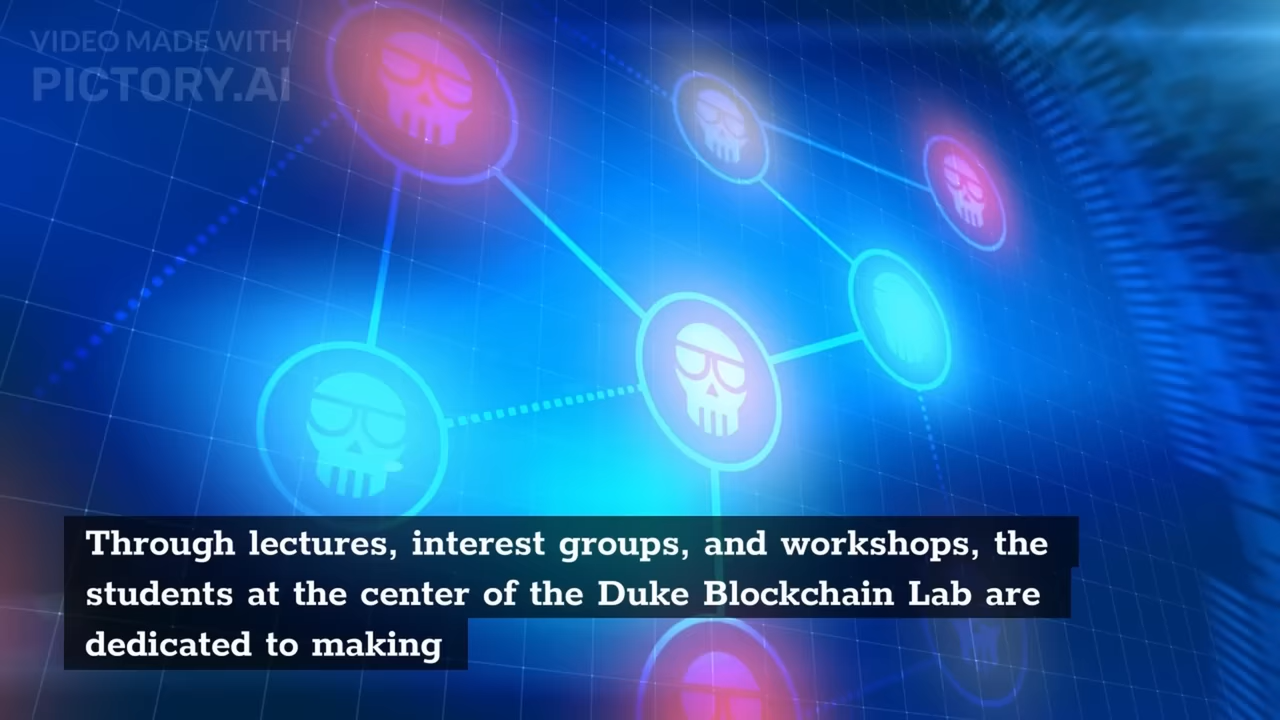 VIDEO MADE WITH
PICTORY.AI
Through lectures, interest groups, and workshops, the
students at the center of the Duke Blockchain Lab are
dedicated to making